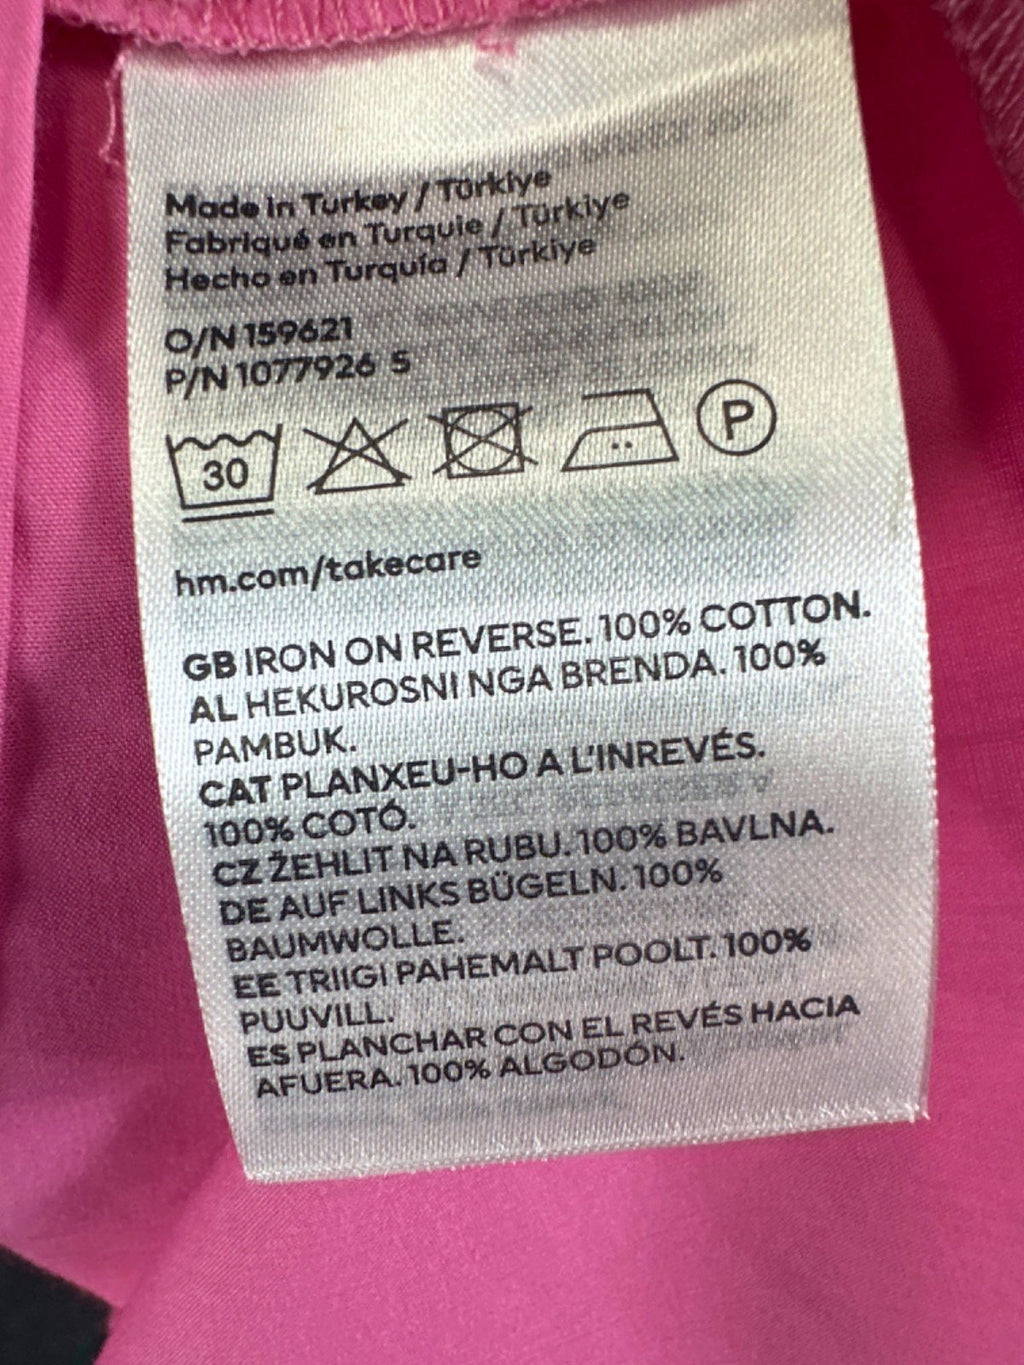 Made in Turkey / Türkiye
Fabriqué en Turquie / Türkiye
Hecho en Turquía / Türkiye
O/N 159621
P/N 1077926 S
30 P
hm.com/takecare
GB IRON ON REVERSE. 100% COTTON.
AL HEKUROSNI NGA BRENDA. 100%
PAMBUK.
CAT PLANXEU-HO A L'INREVÉS.
100% COTÓ.
CZ ŽEHLIT NA RUBU. 100% BAVLNA.
DE AUF LINKS BÜGELN. 100%
BAUMWOLLE.
EE TRIIGI PAHEMALT POOLT. 100%
PUUVILL.
ES PLANCHAR CON EL REVÉS HACIA
AFUERA. 100% ALGODÓN.